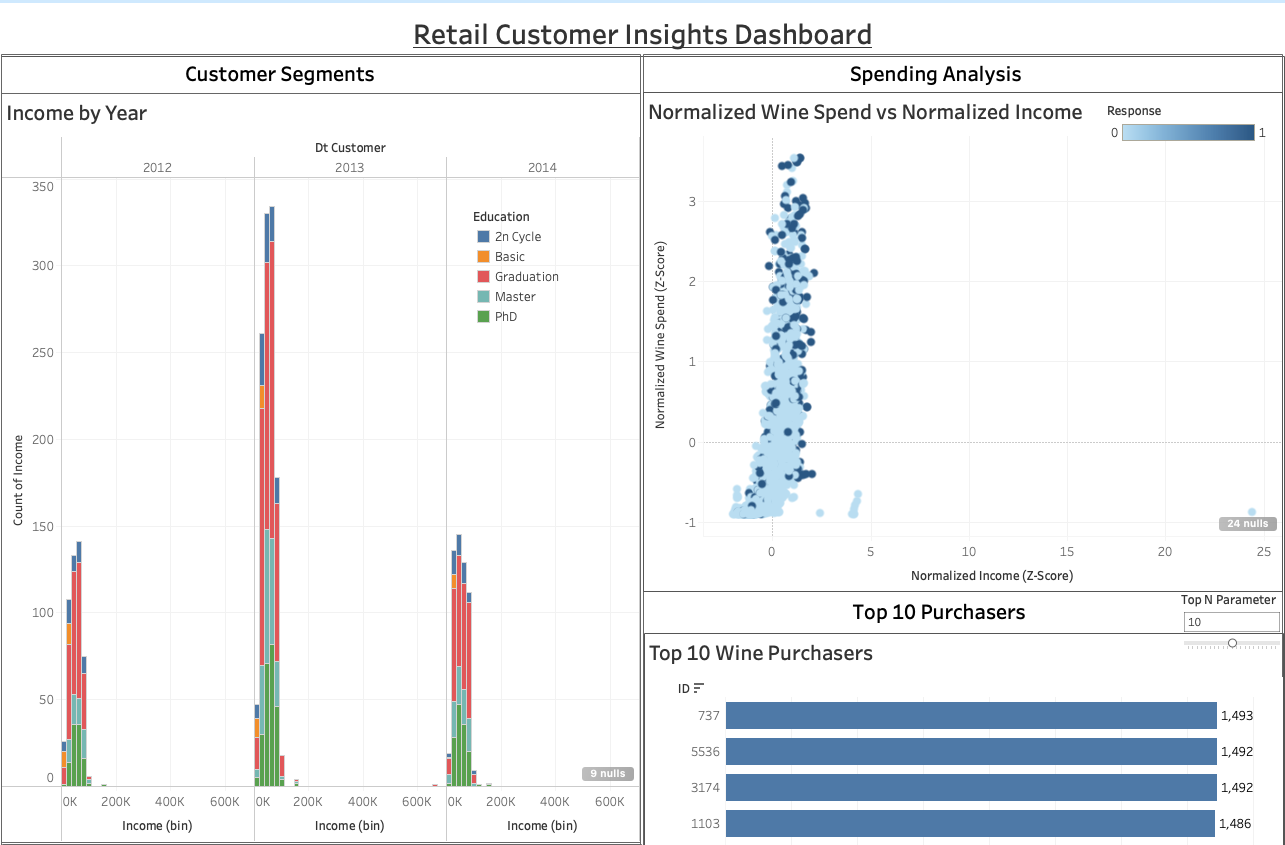 Retail Customer Insights Dashboard
Customer Segments
Income by Year
Dt Customer
2012 2013 2014
350
300
250
200
150
100
50
0
Count of Income
Education
2n Cycle
Basic
Graduation
Master
PhD
9 nulls
0K 200K 400K 600K 0K 200K 400K 600K 0K 200K 400K 600K
Income (bin) Income (bin) Income (bin)
Spending Analysis
Normalized Wine Spend vs Normalized Income
Response
0 1
Normalized Wine Spend (Z-Score)
3
2
1
0
-1
24 nulls
0 5 10 15 20 25
Normalized Income (Z-Score)
Top 10 Purchasers
Top N Parameter
10
Top 10 Wine Purchasers
ID
737 1,493
5536 1,492
3174 1,492
1103 1,486